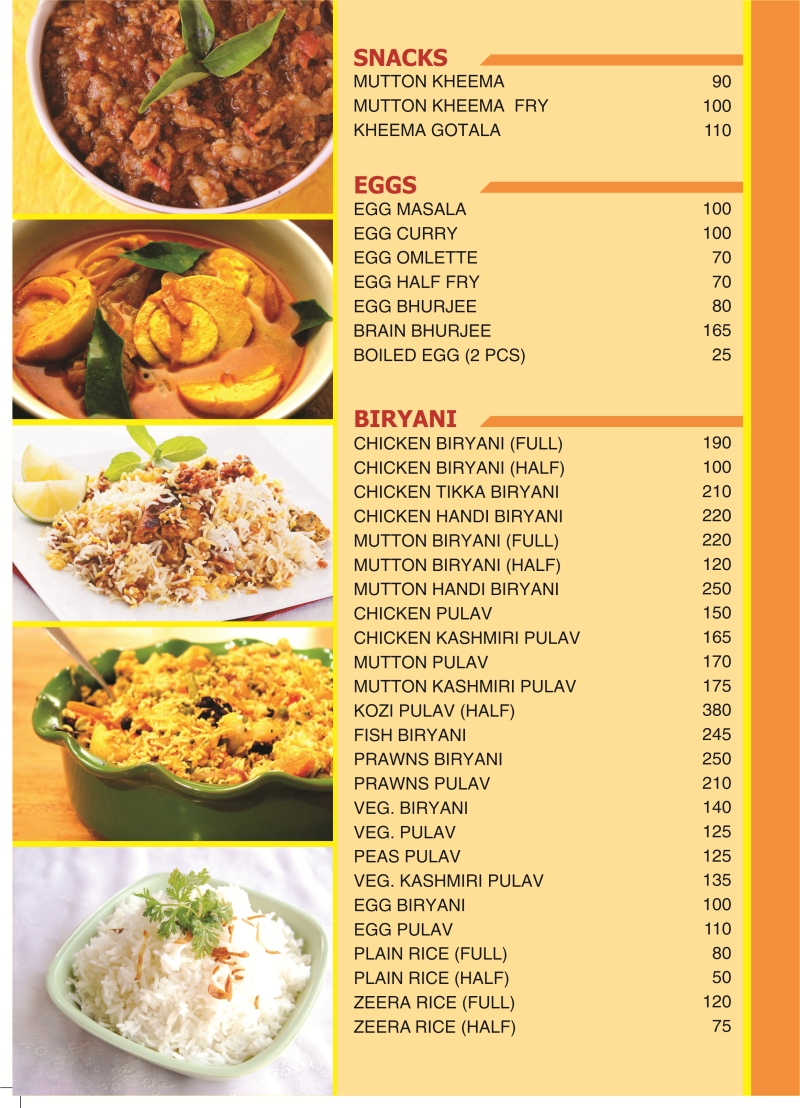 SNACKS
MUTTON KHEEMA 90
MUTTON KHEEMA FRY 100
KHEEMA GOTALA 110
EGGS
EGG MASALA 100
EGG CURRY 100
EGG OMLETTE 70
EGG HALF FRY 70
EGG BHURJEE 80
BRAIN BHURJEE 165
BOILED EGG (2 PCS) 25
BIRYANI
CHICKEN BIRYANI (FULL) 190
CHICKEN BIRYANI (HALF) 100
CHICKEN TIKKA BIRYANI 210
CHICKEN HANDI BIRYANI 220
MUTTON BIRYANI (FULL) 220
MUTTON BIRYANI (HALF) 120
MUTTON HANDI BIRYANI 250
CHICKEN PULAV 150
CHICKEN KASHMIRI PULAV 165
MUTTON PULAV 170
MUTTON KASHMIRI PULAV 175
KOZI PULAV (HALF) 380
FISH BIRYANI 245
PRAWNS BIRYANI 250
PRAWNS PULAV 210
VEG. BIRYANI 140
VEG. PULAV 125
PEAS PULAV 125
VEG. KASHMIRI PULAV 135
EGG BIRYANI 100
EGG PULAV 110
PLAIN RICE (FULL) 80
PLAIN RICE (HALF) 50
ZEERA RICE (FULL) 120
ZEERA RICE (HALF) 75